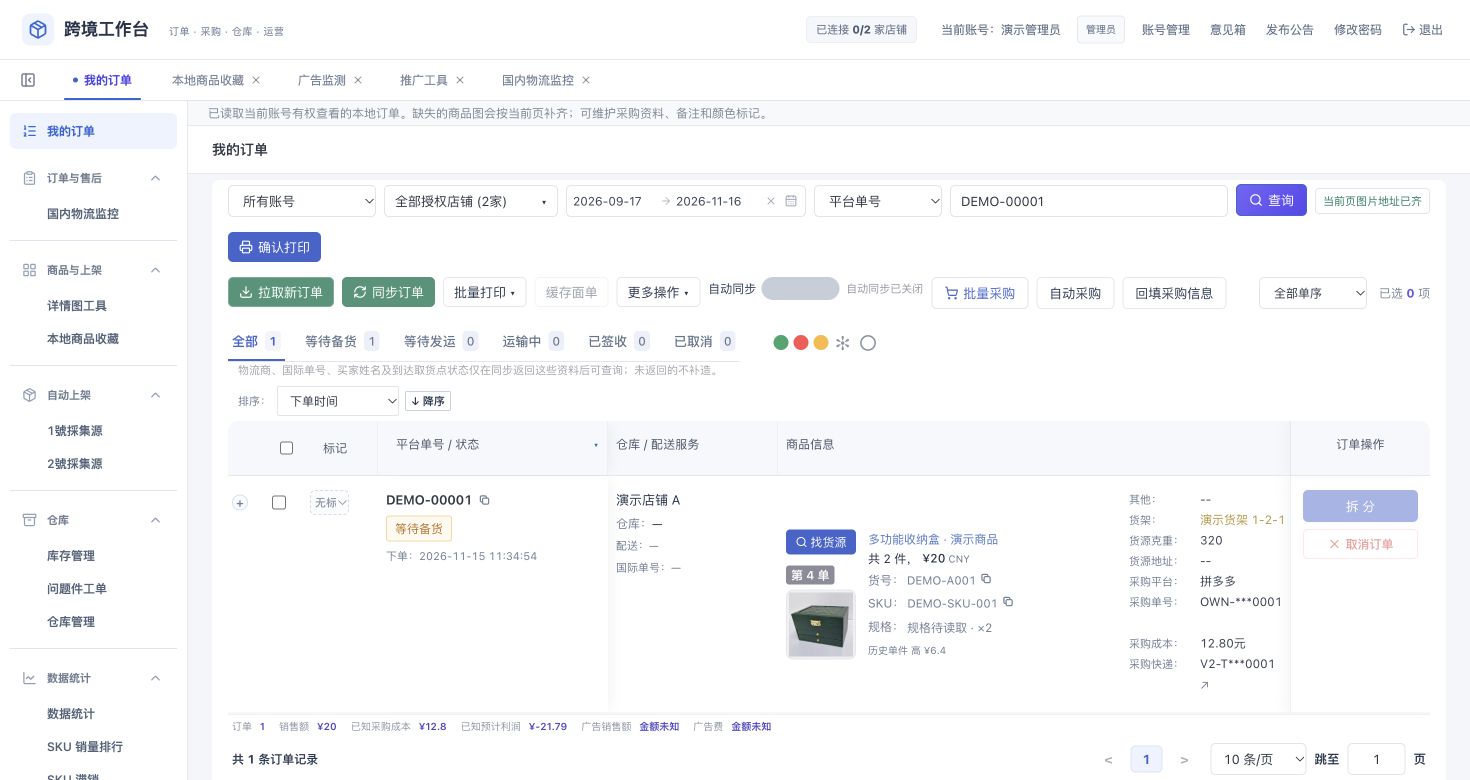 跨境工作台
订单 · 采购 · 仓库 · 运营
已连接 0/2 家店铺
当前账号：演示管理员
管理员
账号管理
意见箱
发布公告
修改密码
退出
我的订单
本地商品收藏 ×
广告监测 ×
推广工具 ×
国内物流监控 ×
已读取当前账号有权查看的本地订单。缺失的商品图会按当前页补齐；可维护采购资料、备注和颜色标记。
我的订单
订单与售后
国内物流监控
商品与上架
详情图工具
本地商品收藏
自动上架
1號採集源
2號採集源
仓库
库存管理
问题件工单
仓库管理
数据统计
数据统计
SKU 销量排行
SKU 滞销
我的订单
所有账号
全部授权店铺 (2家)
2026-09-17 → 2026-11-16 ×
平台单号
DEMO-00001
查询
当前页图片地址已齐
确认打印
拉取新订单
同步订单
批量打印
缓存面单
更多操作
自动同步
自动同步已关闭
批量采购
自动采购
回填采购信息
全部单序
已选 0 项
全部 1
等待备货 1
等待发运 0
运输中 0
已签收 0
已取消 0
物流商、国际单号、买家姓名及到达取货点状态仅在同步返回这些资料后可查询；未返回的不补造。
排序：
下单时间
↓ 降序
标记
平台单号 / 状态
仓库 / 配送服务
商品信息
订单操作
+
无标
DEMO-00001
等待备货
下单：2026-11-15 11:34:54
演示店铺 A
仓库：—
配送：—
国际单号：—
找货源
第 4 单
多功能收纳盒 · 演示商品
共 2 件， ¥20 CNY
货号： DEMO-A001
SKU： DEMO-SKU-001
规格： 规格待读取 · ×2
历史单件 高 ¥6.4
其他： --
货架： 演示货架 1-2-1
货源克重： 320
货源地址： --
采购平台： 拼多多
采购单号： OWN-***0001
采购成本： 12.80元
采购快递： V2-T***0001
↗
拆 分
× 取消订单
订单 1 销售额 ¥20 已知采购成本 ¥12.8 已知预计利润 ¥-21.79 广告销售额 金额未知 广告费 金额未知
共 1 条订单记录
< 1 >
10 条/页
跳至 1 页